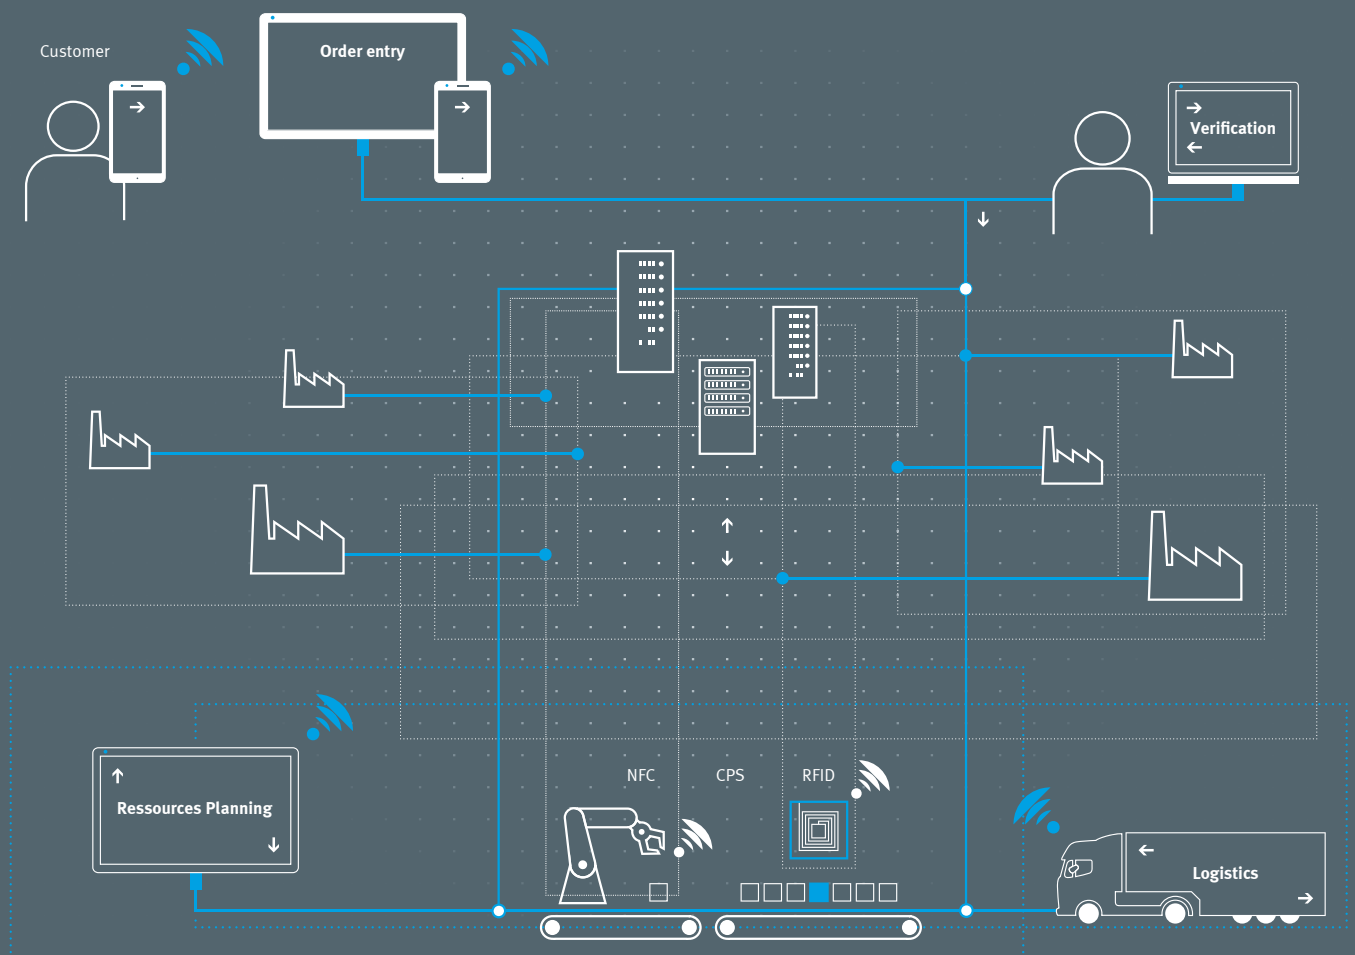 Customer
Order entry
Verification
Ressources Planning
NFC
CPS
RFID
Logistics